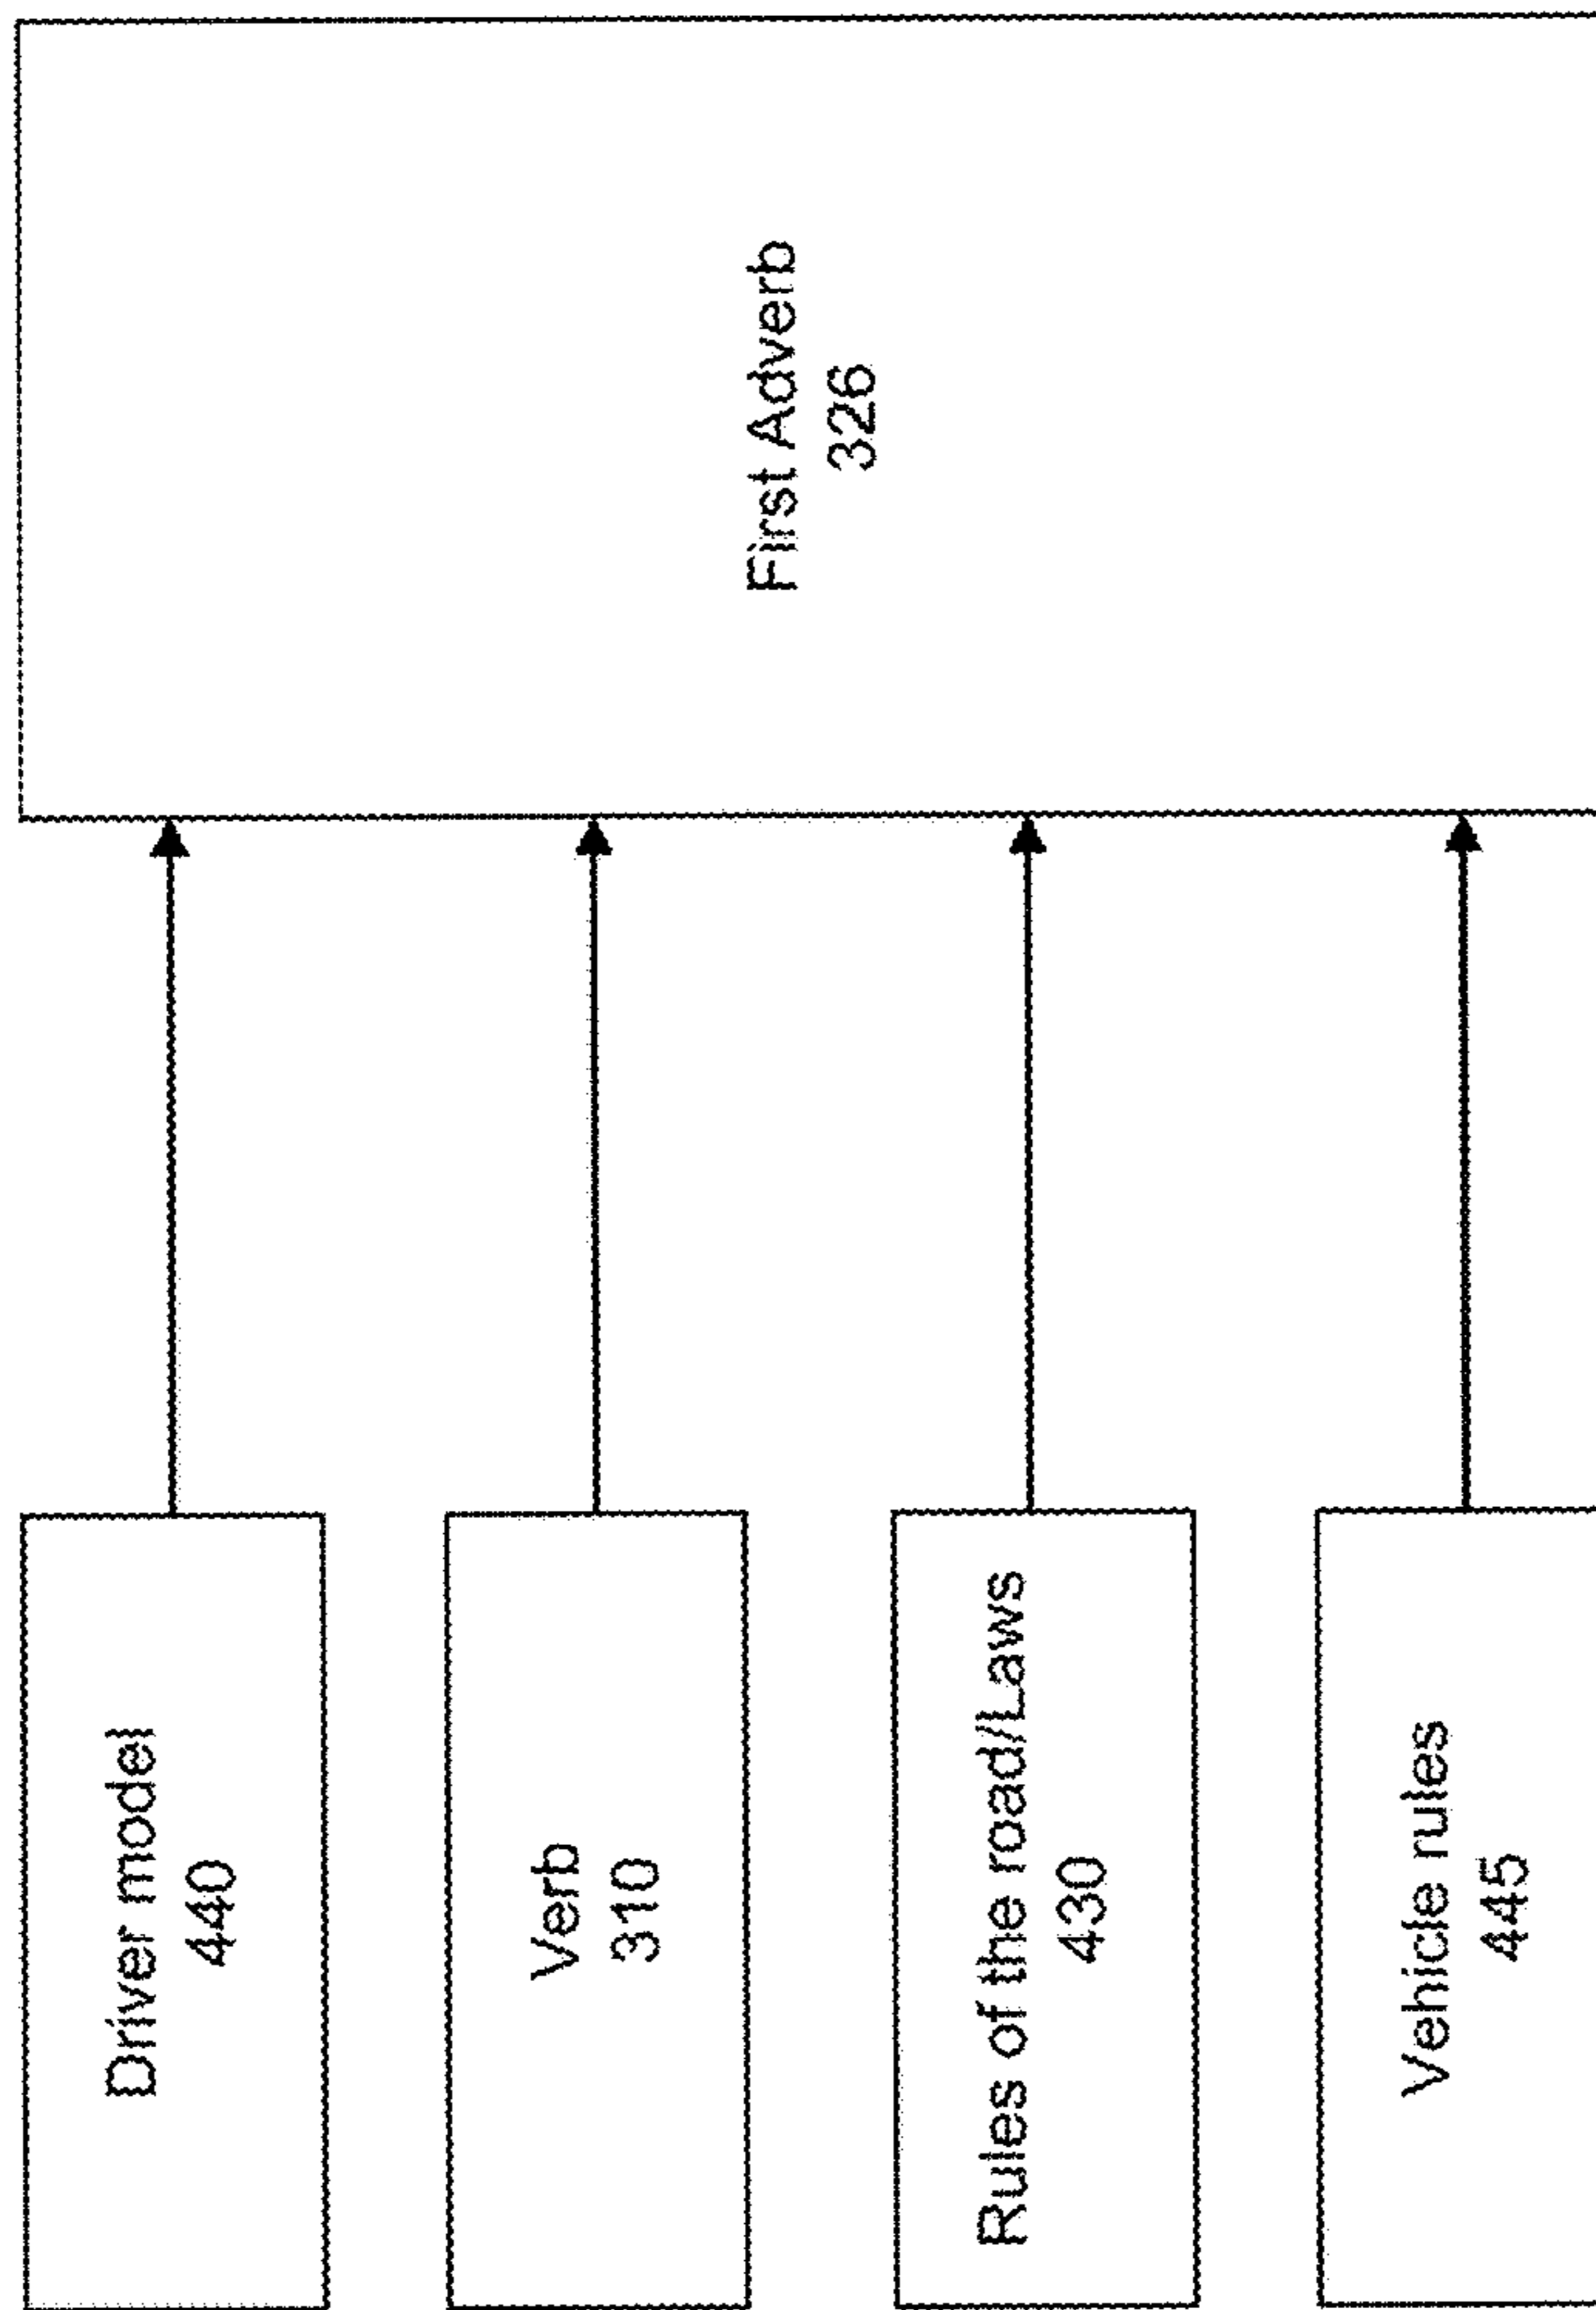 Driver model
440
Verb
310
Rules of the road/Laws
430
Vehicle rules
445
First Adverb
326